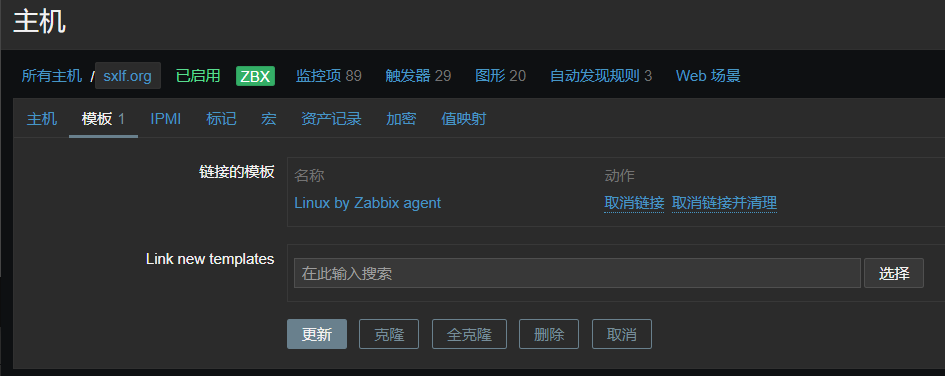 主机
所有主机 / sxlf.org 已启用 ZBX 监控项 89 触发器 29 图形 20 自动发现规则 3 Web 场景
主机 模板 1 IPMI 标记 宏 资产记录 加密 值映射
链接的模板 名称 动作
Linux by Zabbix agent 取消链接 取消链接并清理
Link new templates 在此输入搜索 选择
更新 克隆 全克隆 删除 取消